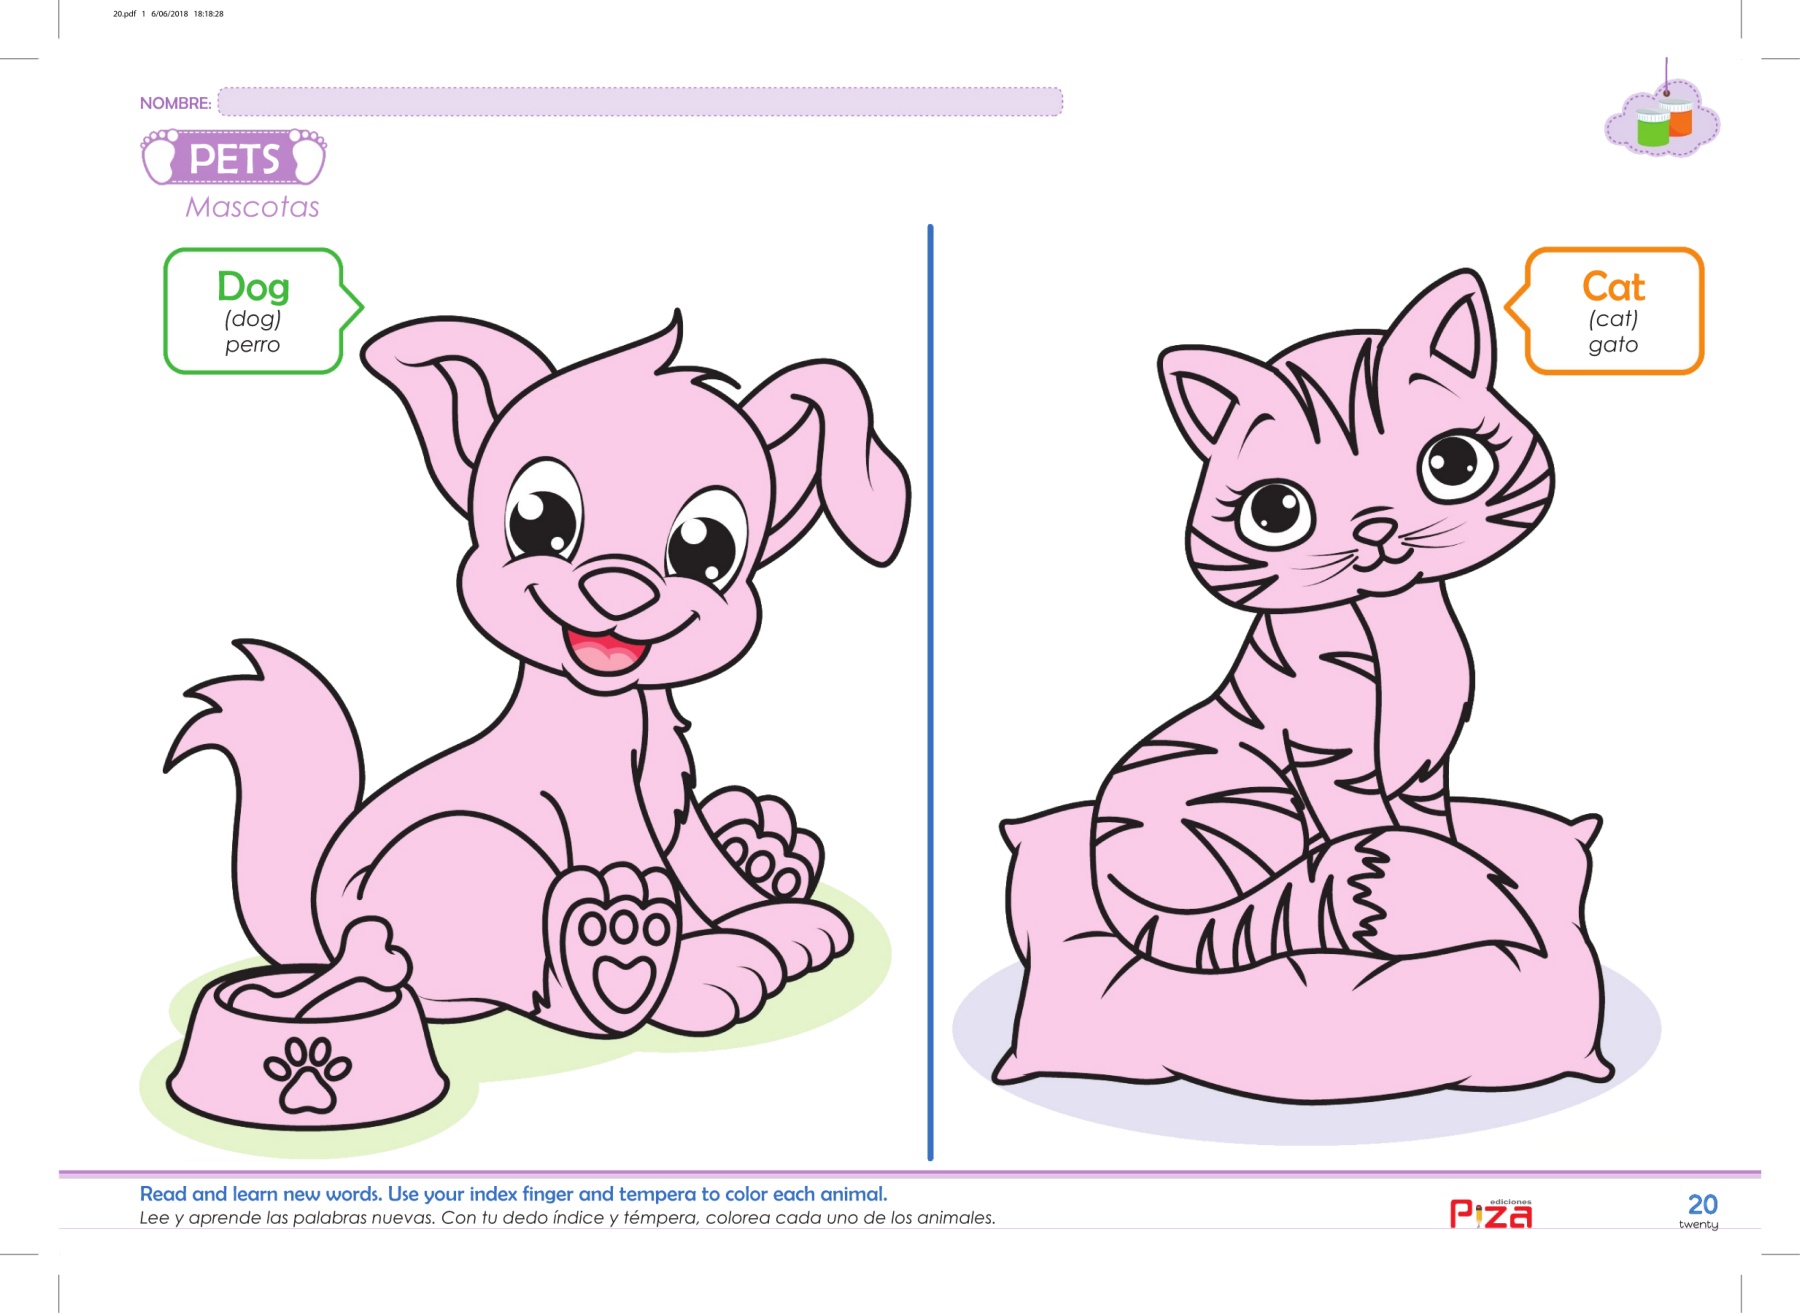 20.pdf 1 6/06/2018 18:18:28
NOMBRE:
PETS
Mascotas
Dog
(dog)
perro
Cat
(cat)
gato
Read and learn new words. Use your index finger and tempera to color each animal.
Lee y aprende las palabras nuevas. Con tu dedo índice y témpera, colorea cada uno de los animales.
ediciones
Piza
20
twenty